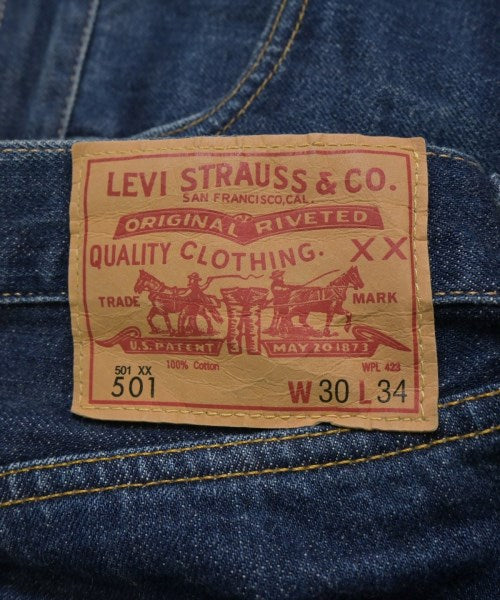 LEVI STRAUSS & CO.
SAN FRANCISCO, CAL.
ORIGINAL RIVETED
QUALITY CLOTHING. XX
TRADE MARK
U.S. PATENT MAY 20 1873
501 XX 100% Cotton WPL 423
501 W 30 L 34